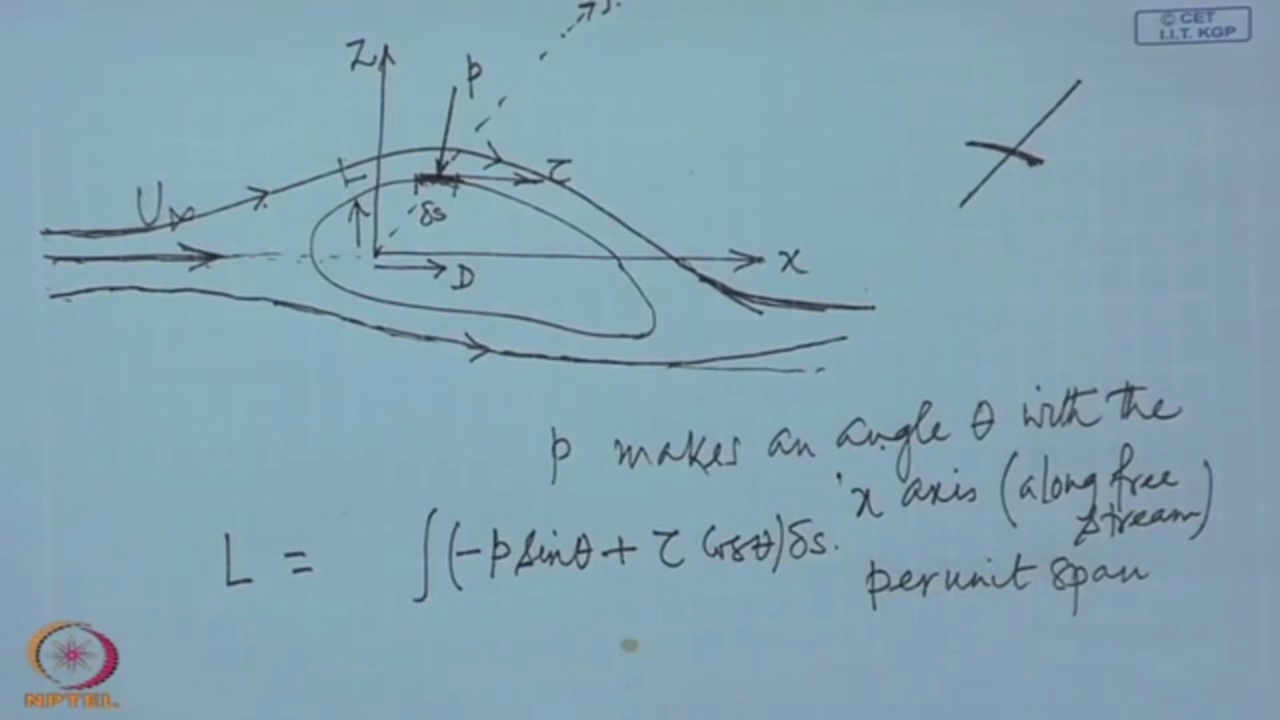 © CET
I.I.T. KGP
Z
p
L
τ
U∞
δs
x
D
p makes an angle θ with the
x axis (along free
stream)
L = ∫(-p sinθ + τ cosθ)δs.
per unit span
NPTEL